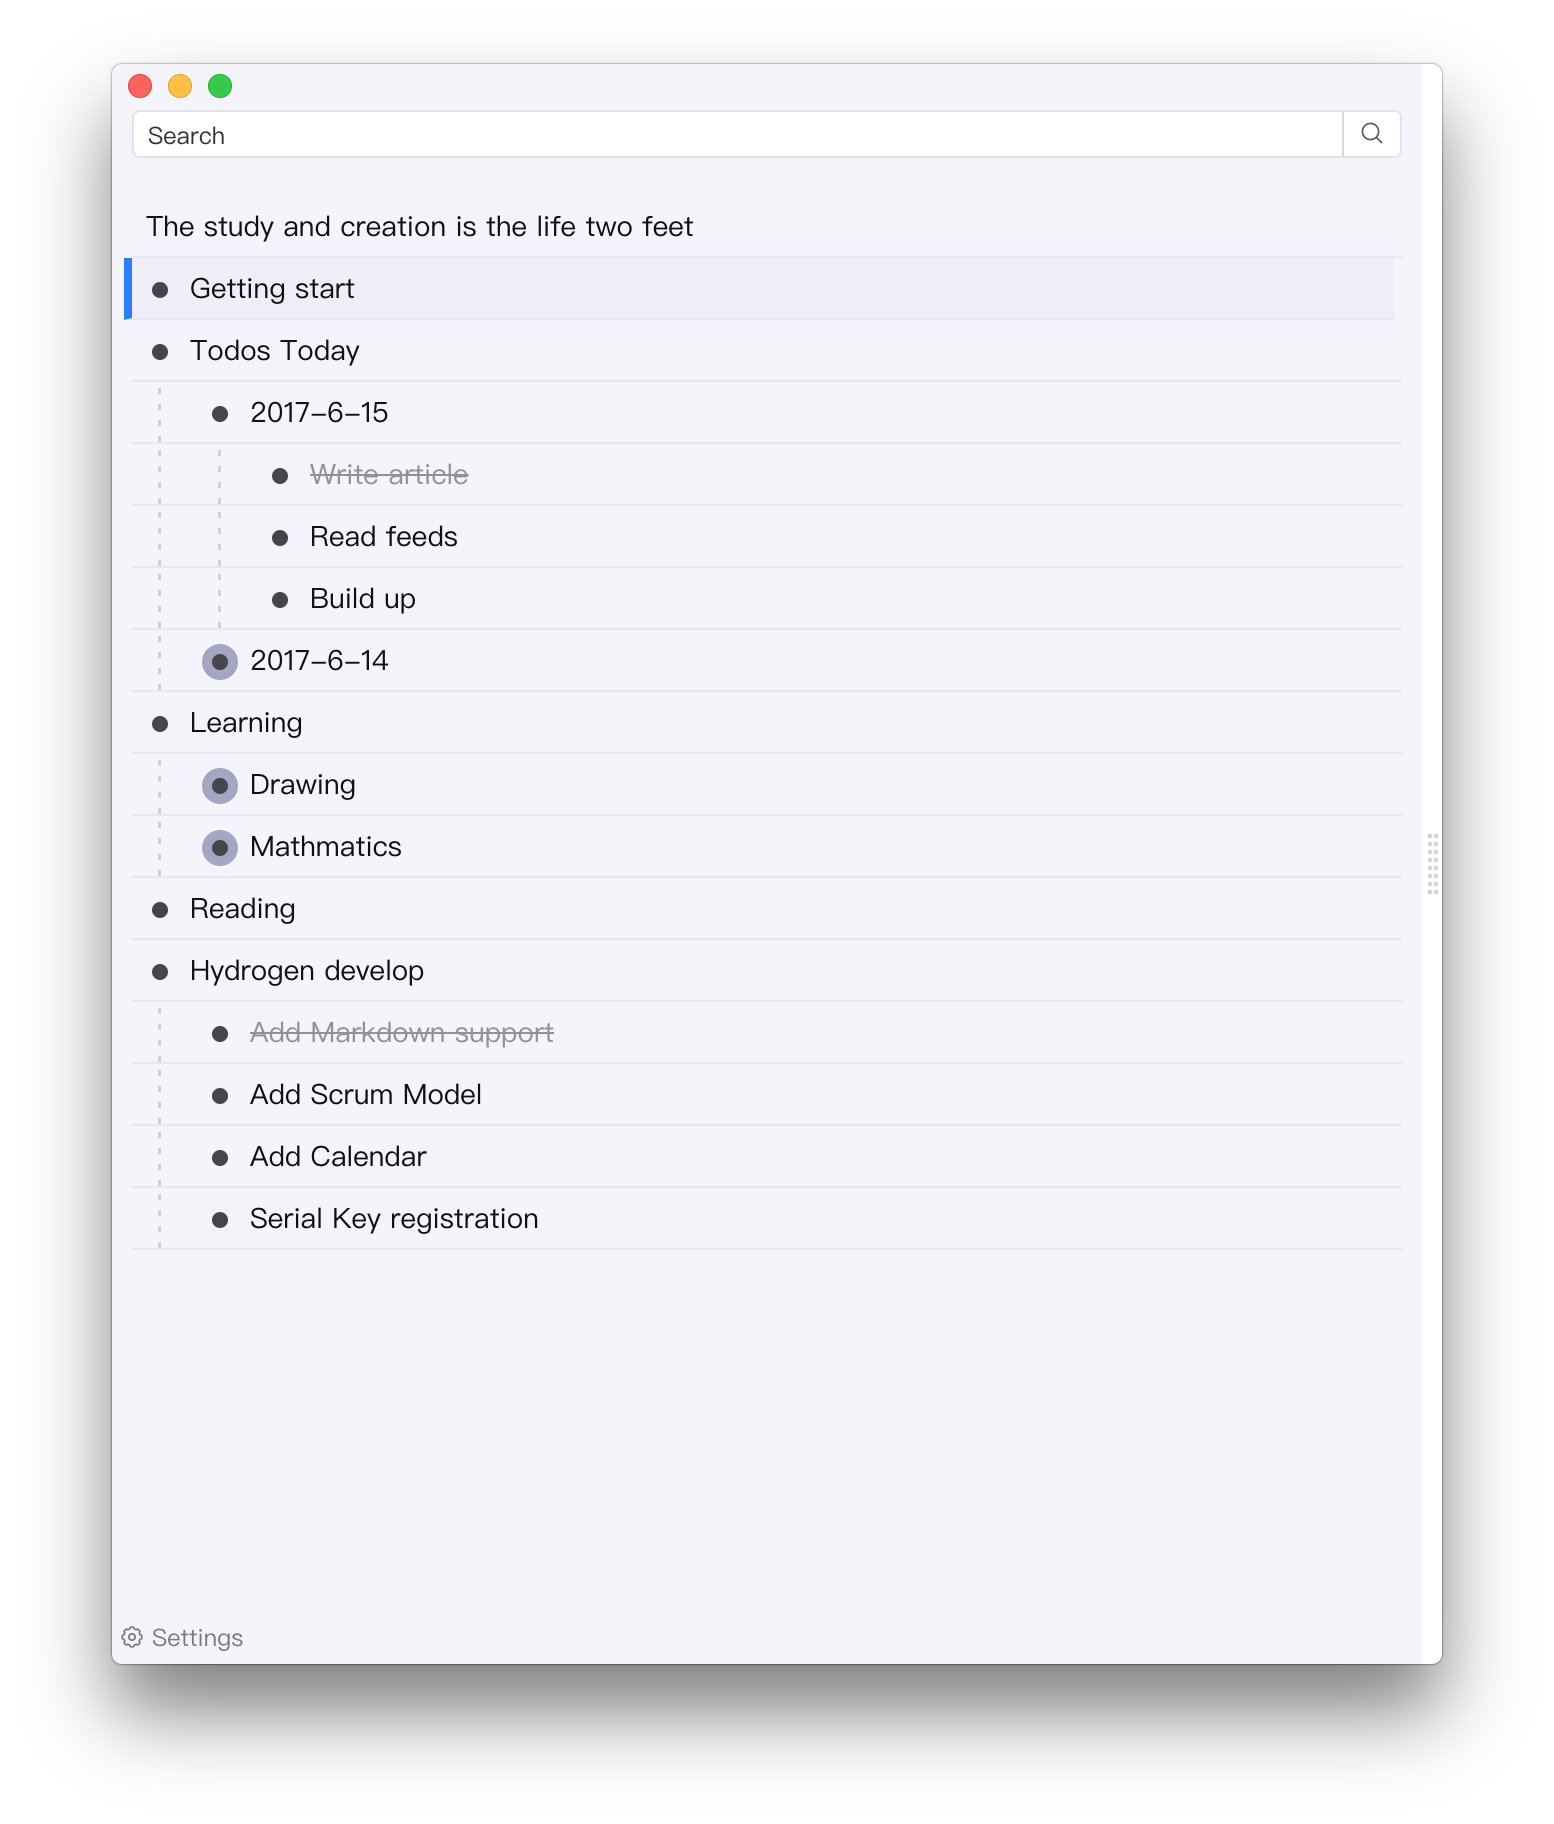 Search
The study and creation is the life two feet
Getting start
Todos Today
2017-6-15
Write article
Read feeds
Build up
2017-6-14
Learning
Drawing
Mathmatics
Reading
Hydrogen develop
Add Markdown support
Add Scrum Model
Add Calendar
Serial Key registration
Settings